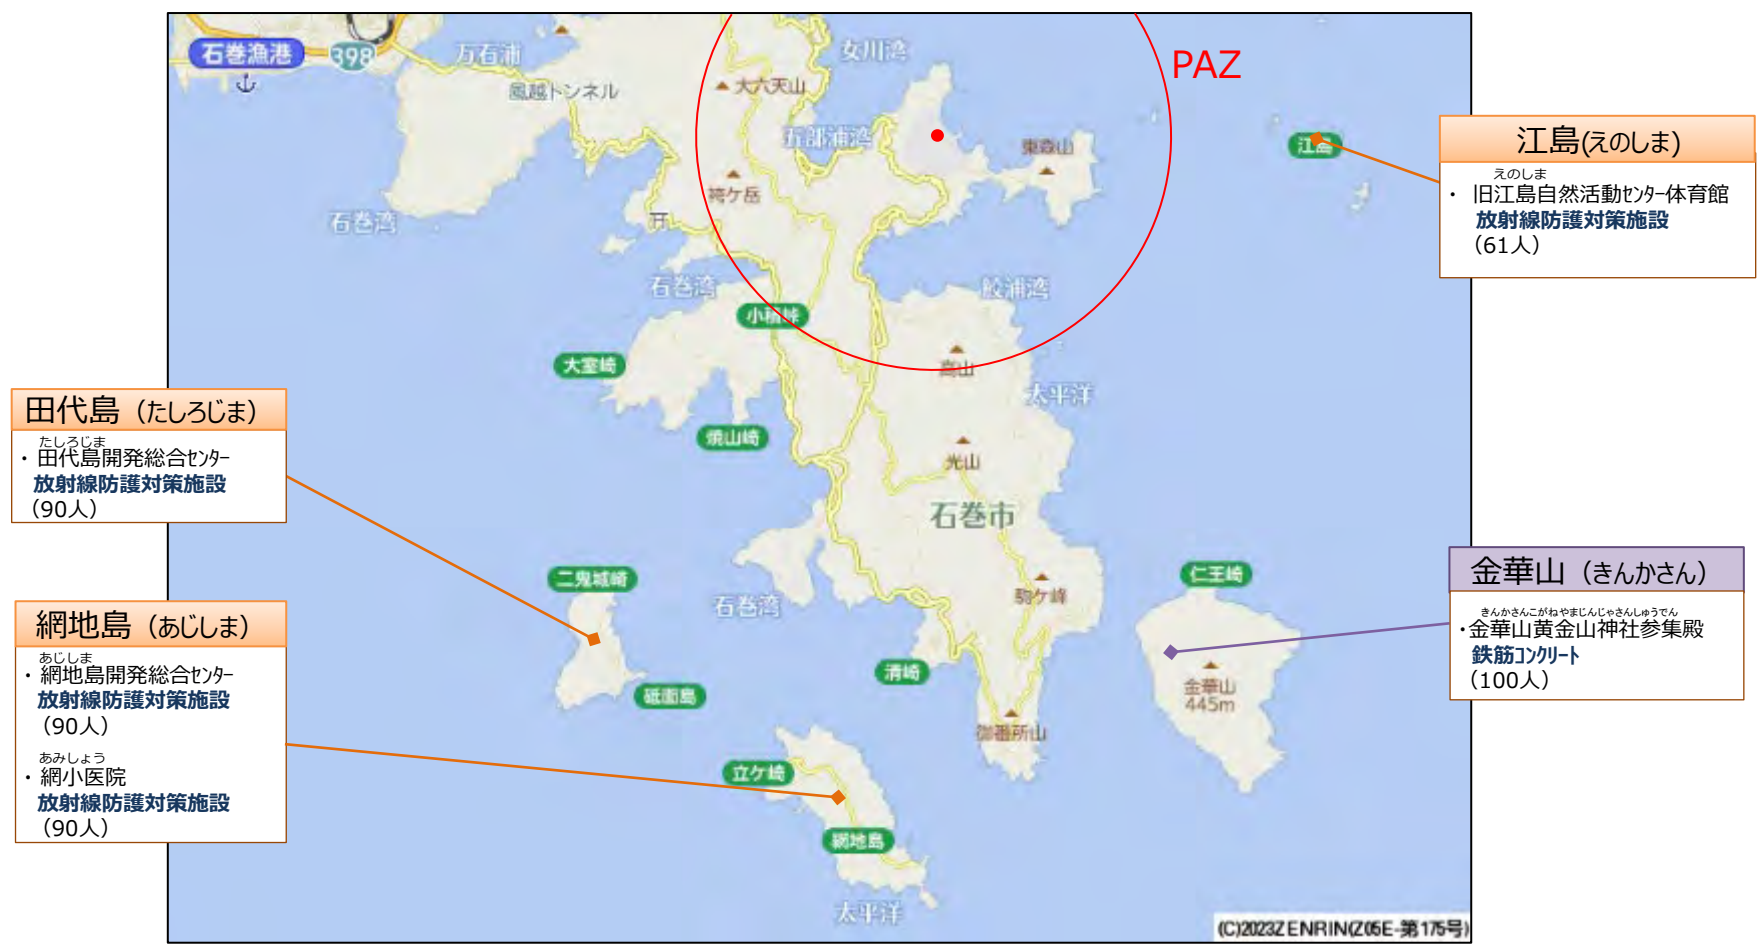 石巻漁港
398
万石浦
女川湾
PAZ
風越トンネル
大六天山
五部浦湾
東森山
江島
袴ケ岳
石巻湾
石巻湾
鮫浦湾
小積峠
大室崎
高山
太平洋
焼山崎
光山
石巻市
二鬼城崎
仁王崎
石巻湾
駒ケ峰
清崎
砥面島
金華山
445m
御番所山
立ケ崎
網地島
太平洋
(C)2023ZENRIN(Z05E-第175号)
江島(えのしま)
えのしま
・ 旧江島自然活動センター体育館
放射線防護対策施設
(61人)
田代島（たしろじま）
たしろじま
・田代島開発総合センター
放射線防護対策施設
（90人）
網地島（あじしま）
あじしま
・網地島開発総合センター
放射線防護対策施設
（90人）
あみしょう
・網小医院
放射線防護対策施設
（90人）
金華山（きんかさん）
きんかさんこがねやまじんじゃさんしゅうでん
・金華山黄金山神社参集殿
鉄筋コンクリート
（100人）